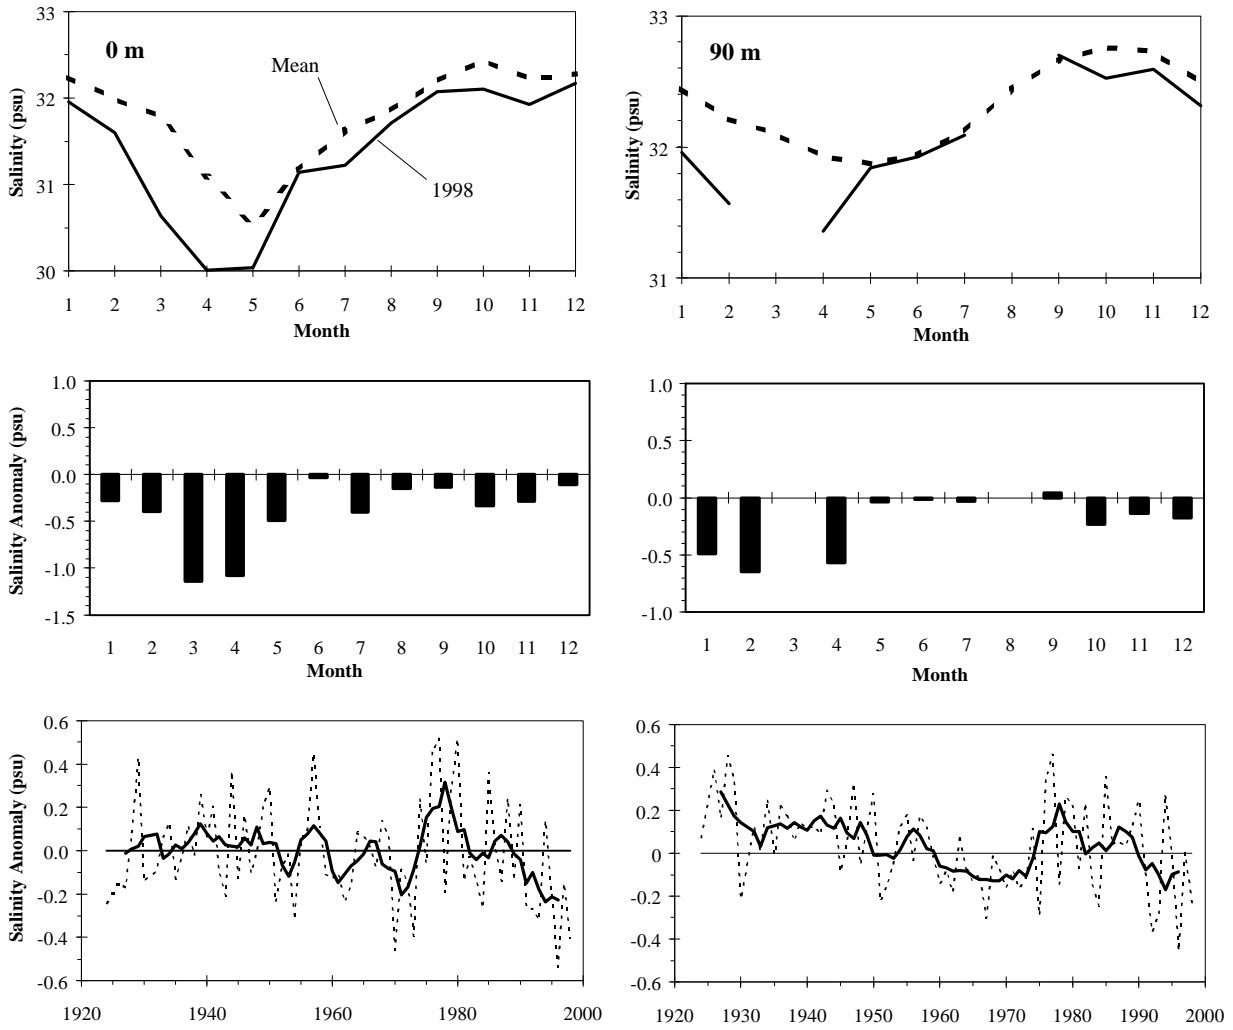 33
32
31
30
Salinity (psu)
0 m
Mean
1998
1 2 3 4 5 6 7 8 9 10 11 12
Month
33
32
31
Salinity (psu)
90 m
1 2 3 4 5 6 7 8 9 10 11 12
Month
1.0
0.5
0.0
-0.5
-1.0
-1.5
Salinity Anomaly (psu)
1 2 3 4 5 6 7 8 9 10 11 12
Month
1.0
0.5
0.0
-0.5
-1.0
1 2 3 4 5 6 7 8 9 10 11 12
Month
0.6
0.4
0.2
0.0
-0.2
-0.4
-0.6
Salinity Anomaly (psu)
1920 1940 1960 1980 2000
0.6
0.4
0.2
0
-0.2
-0.4
-0.6
1920 1930 1940 1950 1960 1970 1980 1990 2000